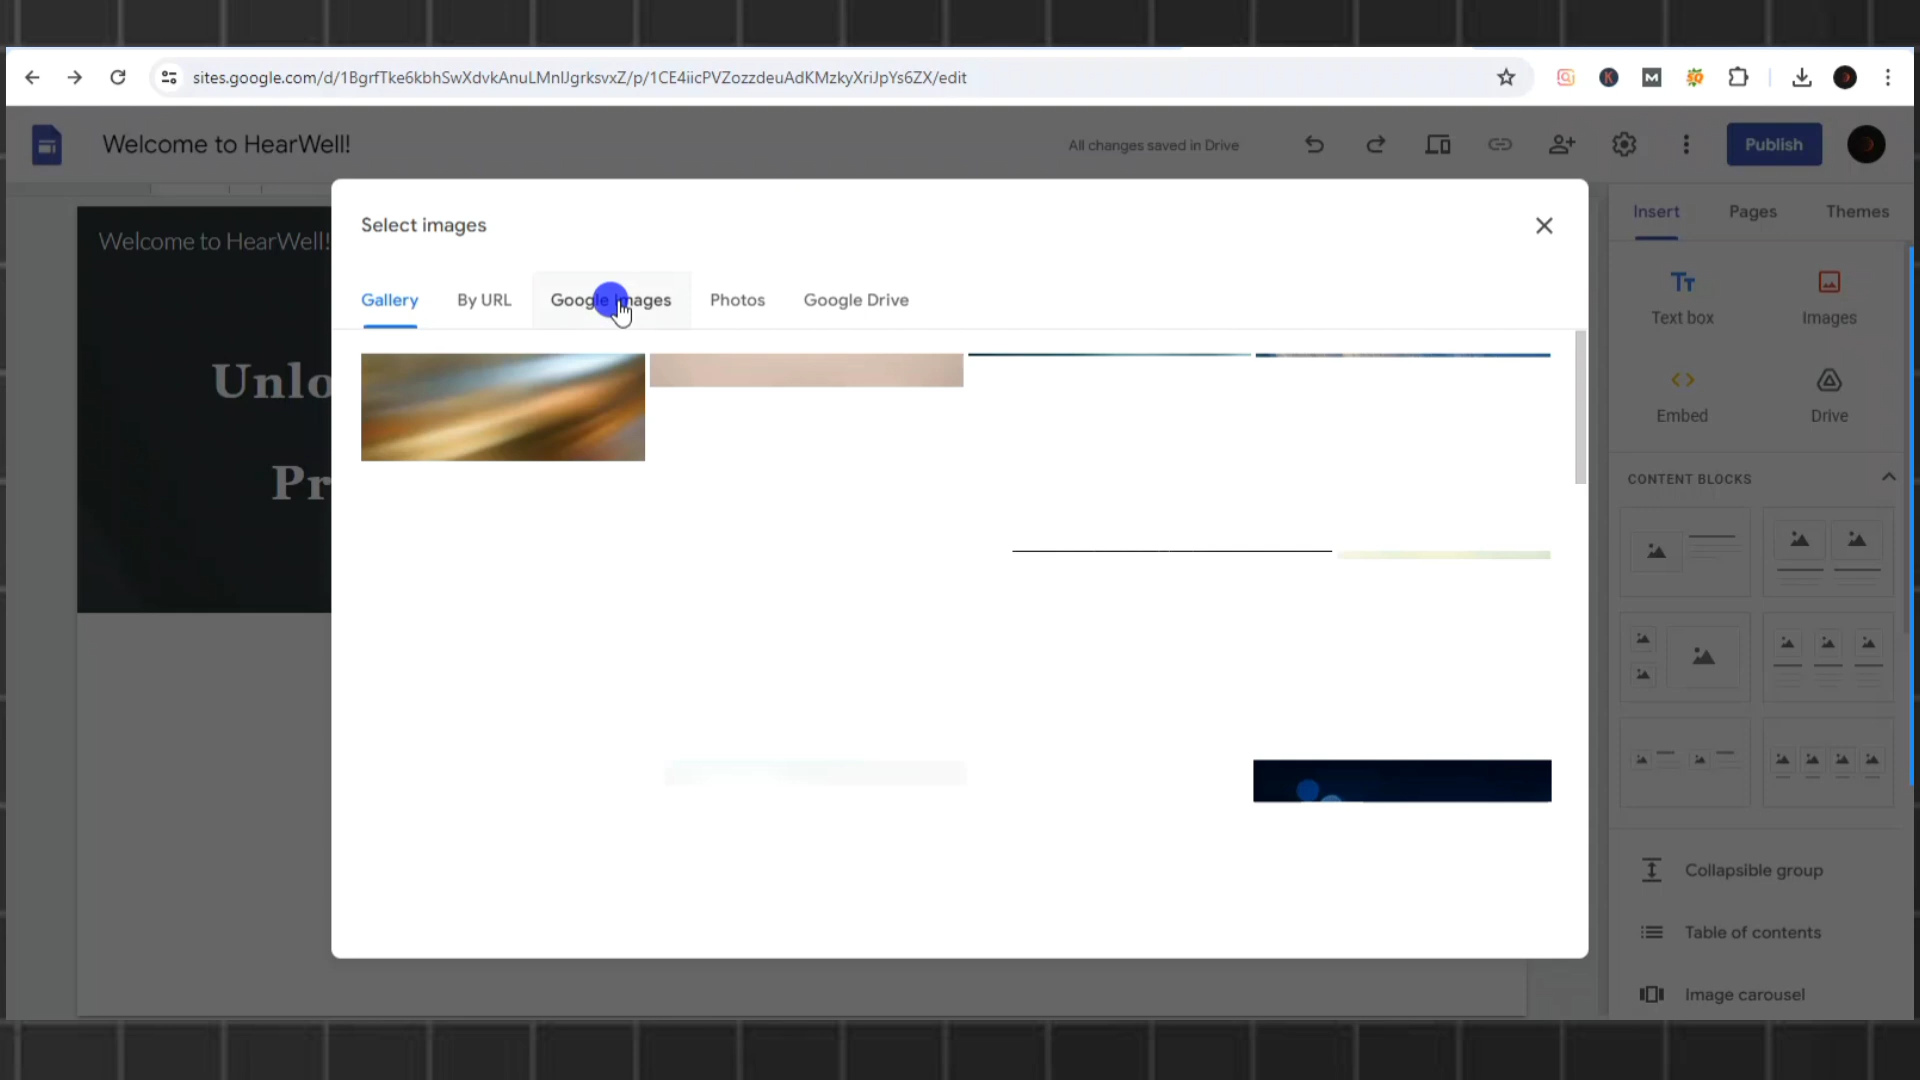 sites.google.com/d/1BgrfTke6kbhSwXdvkAnuLMnlJgrksvxZ/p/1CE4iicPVZozzdeuAdKMzkyXriJpYs6ZX/edit
Welcome to HearWell!
All changes saved in Drive
Publish
Insert
Pages
Themes
Welcome to HearWell!
Unlo
Pr
Select images
Gallery
By URL
Google Images
Photos
Google Drive
Text box
Images
Embed
Drive
CONTENT BLOCKS
Collapsible group
Table of contents
Image carousel